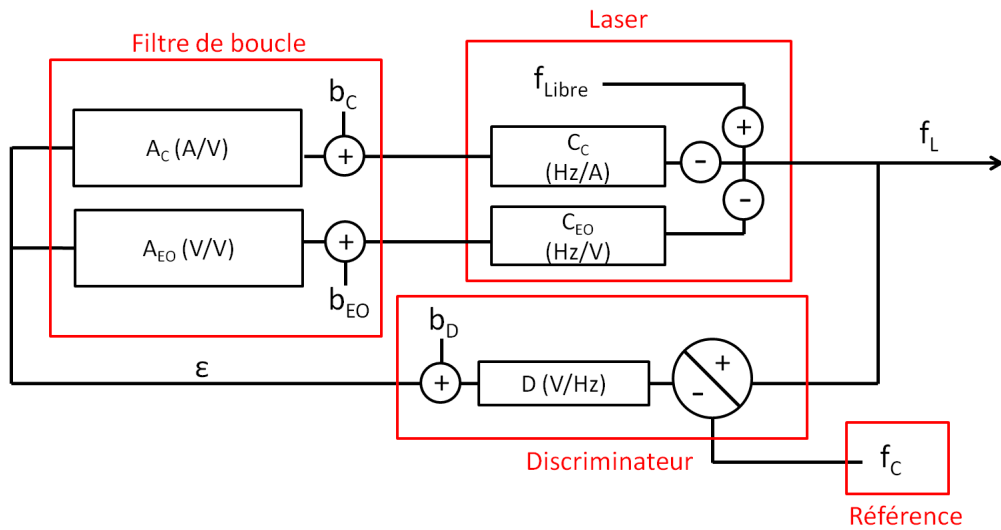 Filtre de boucle
Laser
b_C
f_Libre
+
A_C (A/V)
+
C_C
(Hz/A)
-
f_L
-
A_EO (V/V)
+
C_EO
(Hz/V)
b_EO
b_D
ε
+
D (V/Hz)
+
-
Discriminateur
f_C
Référence